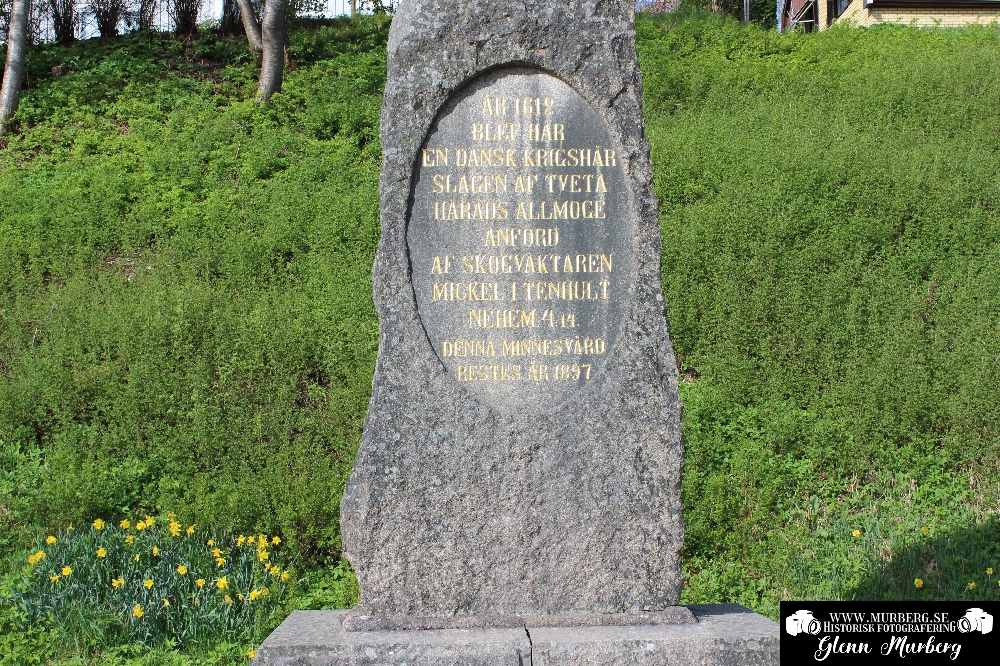 ÅR 1612
BLEF HÄR
EN DANSK KRIGSHÄR
SLAGEN AF TVETA
HÄRADS ALLMOGE
ANFÖRD
AF SKOGVAKTAREN
MICKEL I TENHULT
NEHEM. 4 14.
DENNA MINNESVÅRD
RESTES ÅR 1897
WWW.MURBERG.SE
HISTORISK FOTOGRAFERING
Glenn Murberg